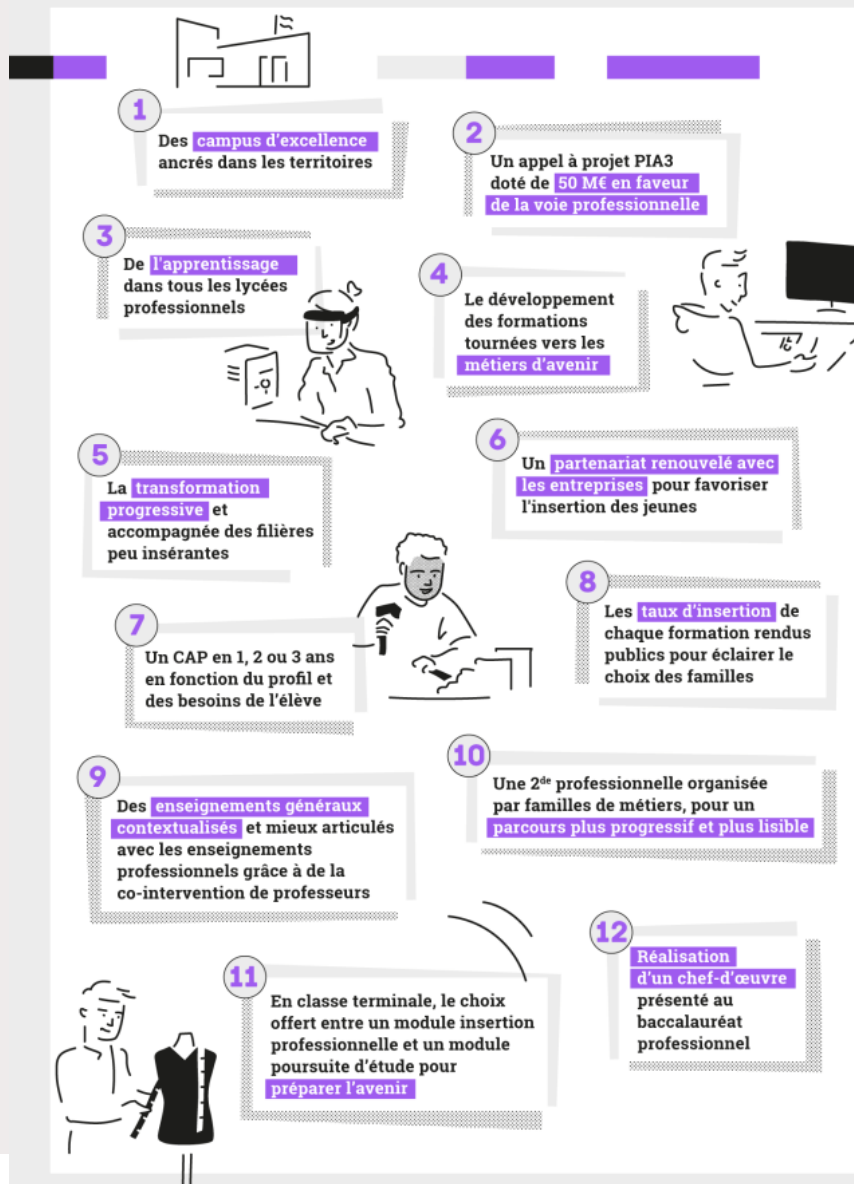 1
Des campus d'excellence
ancrés dans les territoires
2
Un appel à projet PIA3
doté de 50 M€ en faveur
de la voie professionnelle
3
De l'apprentissage
dans tous les lycées
professionnels
4
Le développement
des formations
tournées vers les
métiers d'avenir
5
La transformation
progressive et
accompagnée des filières
peu insérantes
6
Un partenariat renouvelé avec
les entreprises pour favoriser
l'insertion des jeunes
7
Un CAP en 1, 2 ou 3 ans
en fonction du profil et
des besoins de l'élève
8
Les taux d'insertion de
chaque formation rendus
publics pour éclairer le
choix des familles
9
Des enseignements généraux
contextualisés et mieux articulés
avec les enseignements
professionnels grâce à de la
co-intervention de professeurs
10
Une 2de professionnelle organisée
par familles de métiers, pour un
parcours plus progressif et plus lisible
11
En classe terminale, le choix
offert entre un module insertion
professionnelle et un module
poursuite d'étude pour
préparer l'avenir
12
Réalisation
d'un chef-d'œuvre
présenté au
baccalauréat
professionnel